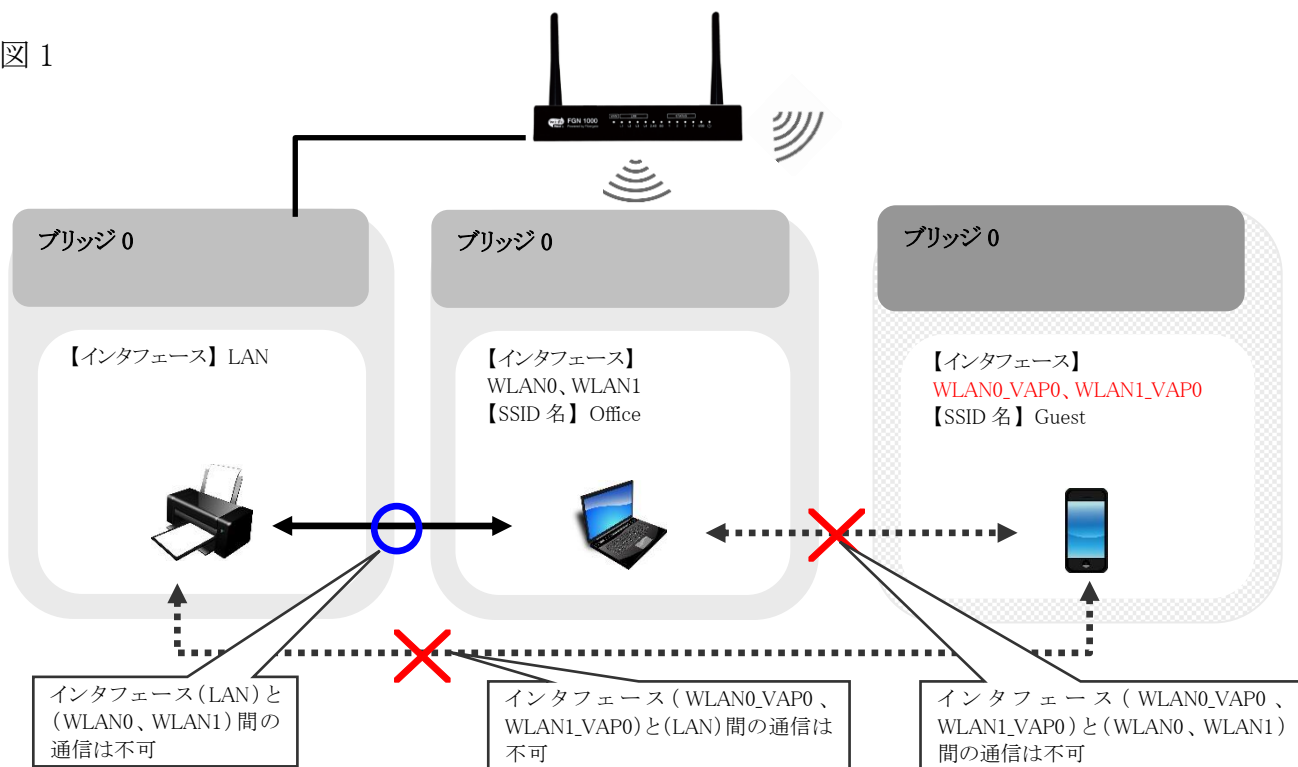 図 1
FGN 1000
ブリッジ 0
ブリッジ 0
ブリッジ 0
【インタフェース】 LAN
【インタフェース】
WLAN0、WLAN1
【SSID 名】 Office
【インタフェース】
WLAN0_VAP0、WLAN1_VAP0
【SSID 名】 Guest
インタフェース(LAN)と
(WLAN0、WLAN1)間の
通信は不可
インタフェース(WLAN0_VAP0、
WLAN1_VAP0)と(LAN)間の通信は
不可
インタフェース(WLAN0_VAP0、
WLAN1_VAP0)と(WLAN0、WLAN1)
間の通信は不可